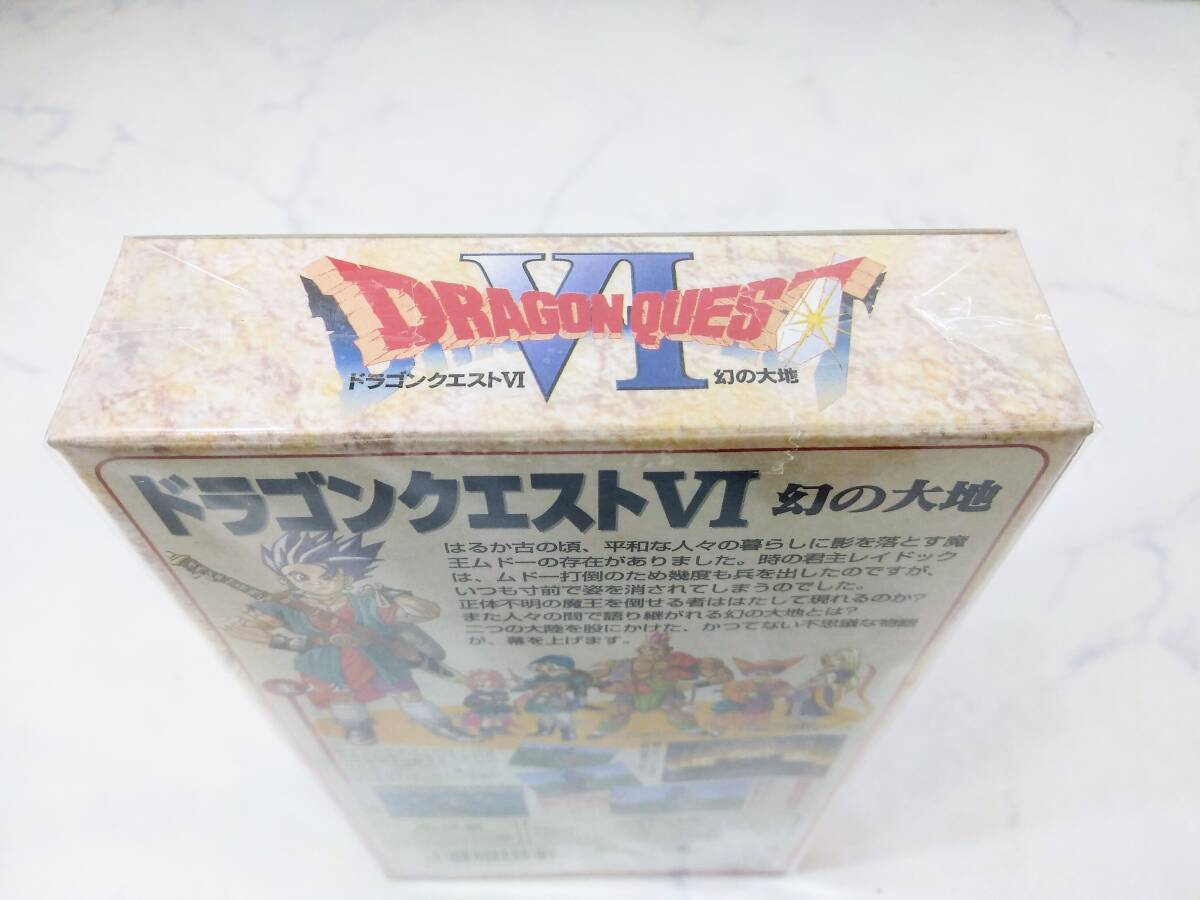 DRAGON QUEST
VI
ドラゴンクエストVI 幻の大地
ドラゴンクエストVI 幻の大地
はるか古の頃、平和な人々の暮らしに影を落とす魔
王ムドーの存在がありました。時の君主レイドック
は、ムドー打倒のため幾度も兵を出したのですが、
いつも寸前で姿を消されてしまうのでした。
正体不明の魔王を倒せる者ははたして現れるのか?
また人々の間で語り継がれる幻の大地とは?
二つの大陸を股にかけた、かつてない不思議な物語
が、幕を上げます。